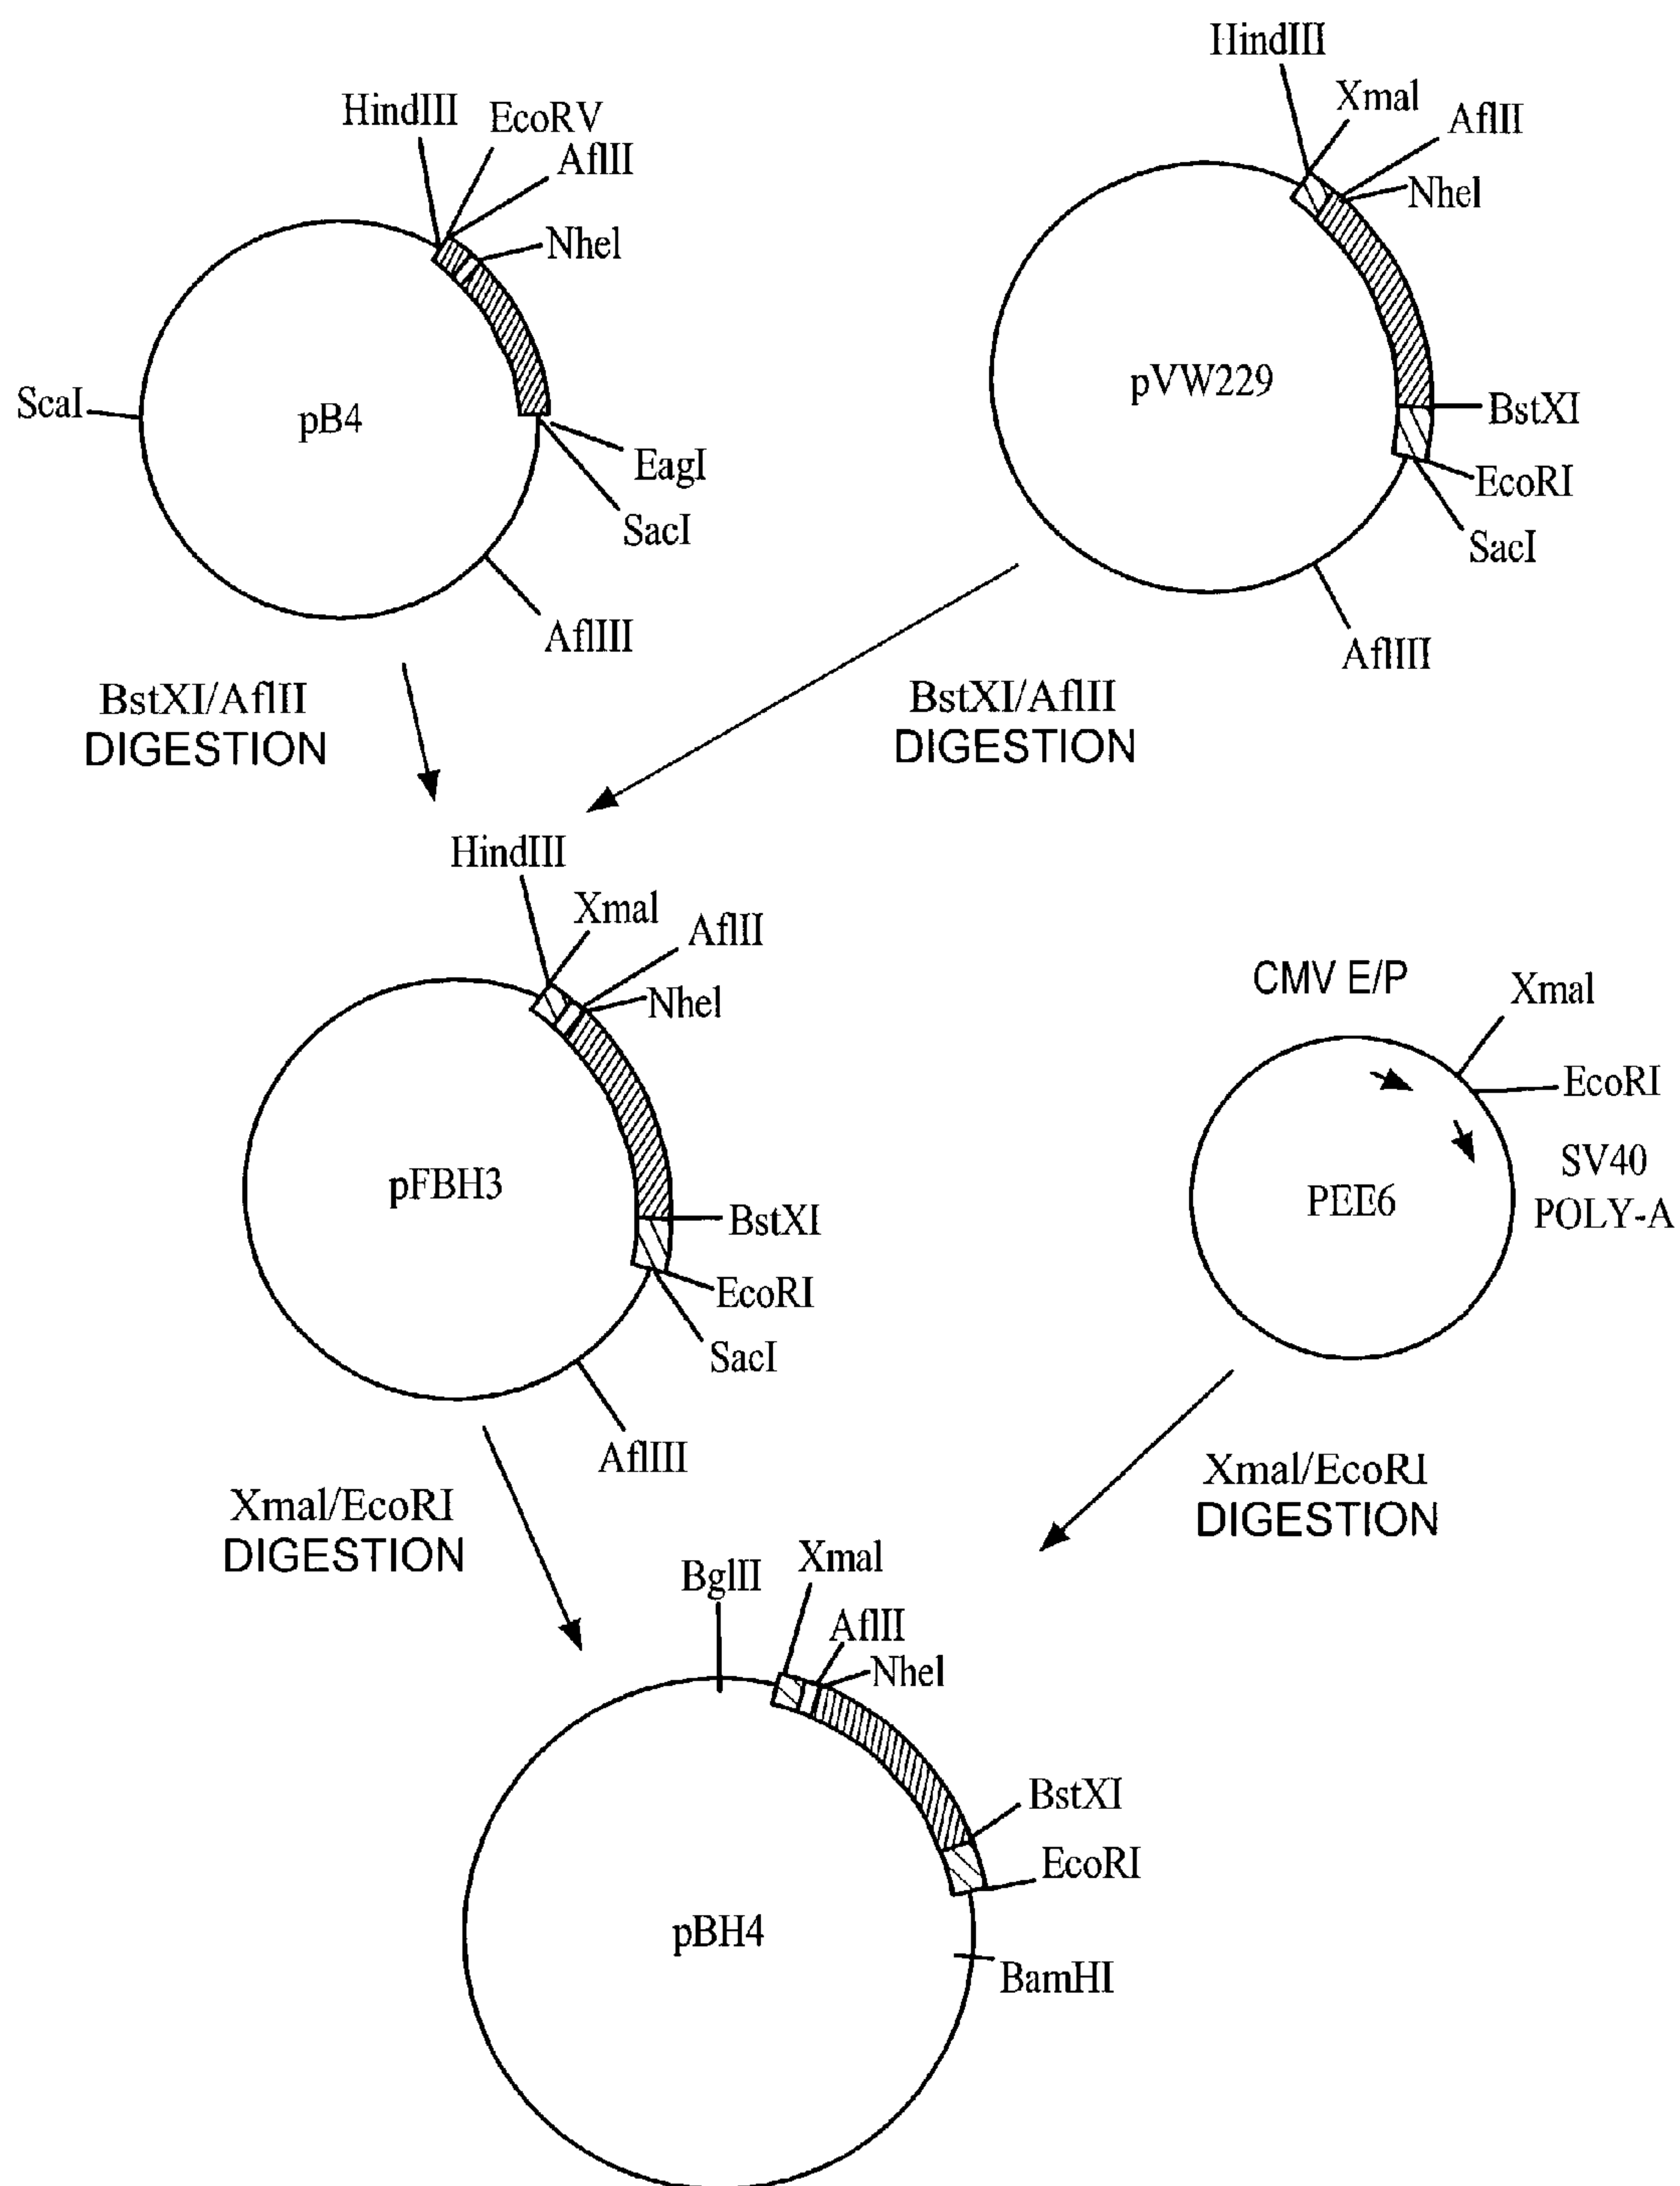 HindIII
EcoRV
AflII
NheI
ScaI
pB4
EagI
SacI
AflIII
HindIII
XmaI
AflII
NheI
pVW229
BstXI
EcoRI
SacI
AflIII
BstXI/AflII
DIGESTION
BstXI/AflII
DIGESTION
HindIII
XmaI
AflII
NheI
pFBH3
BstXI
EcoRI
SacI
AflIII
CMV E/P
XmaI
EcoRI
SV40
POLY-A
PEE6
XmaI/EcoRI
DIGESTION
XmaI/EcoRI
DIGESTION
BglII
XmaI
AflII
NheI
BstXI
EcoRI
pBH4
BamHI